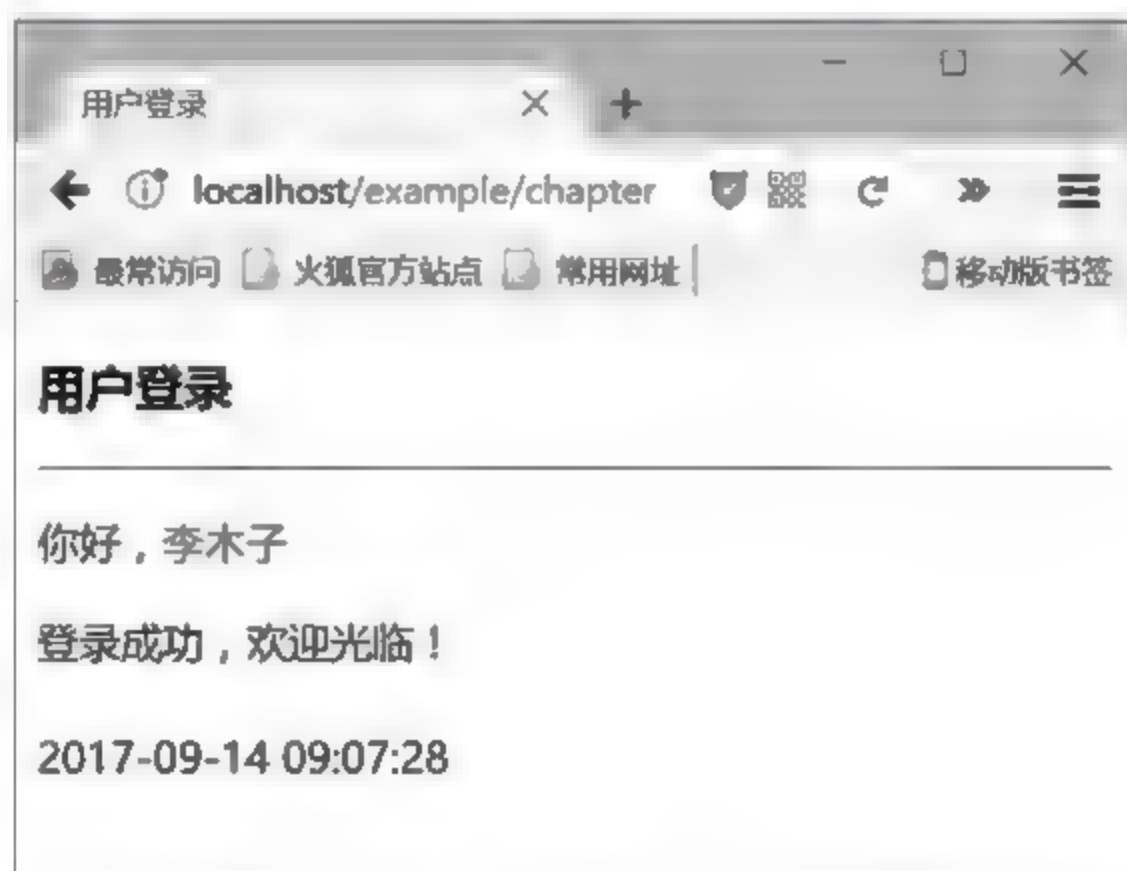 用户登录
localhost/example/chapter
最常访问 火狐官方站点 常用网址 移动版书签
用户登录
你好，李木子
登录成功，欢迎光临！
2017-09-14 09:07:28